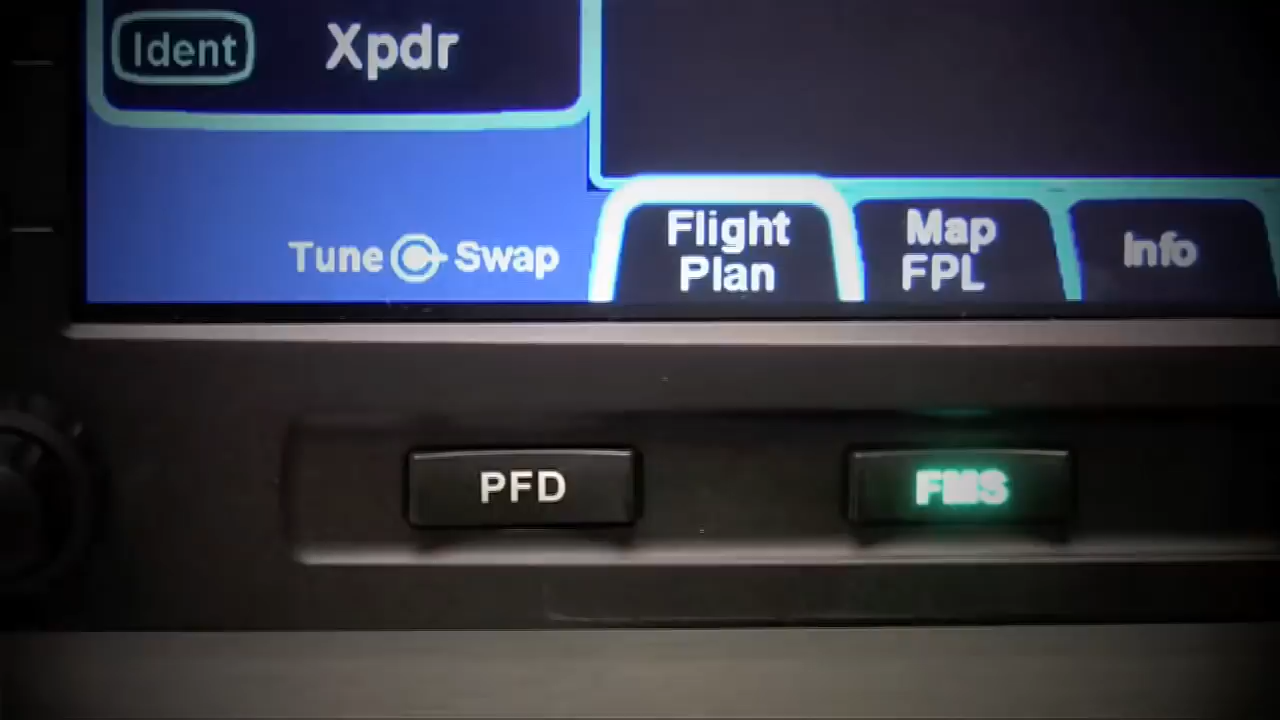 Ident Xpdr
Tune Swap
Flight
Plan
Map
FPL
Info
PFD
FMS